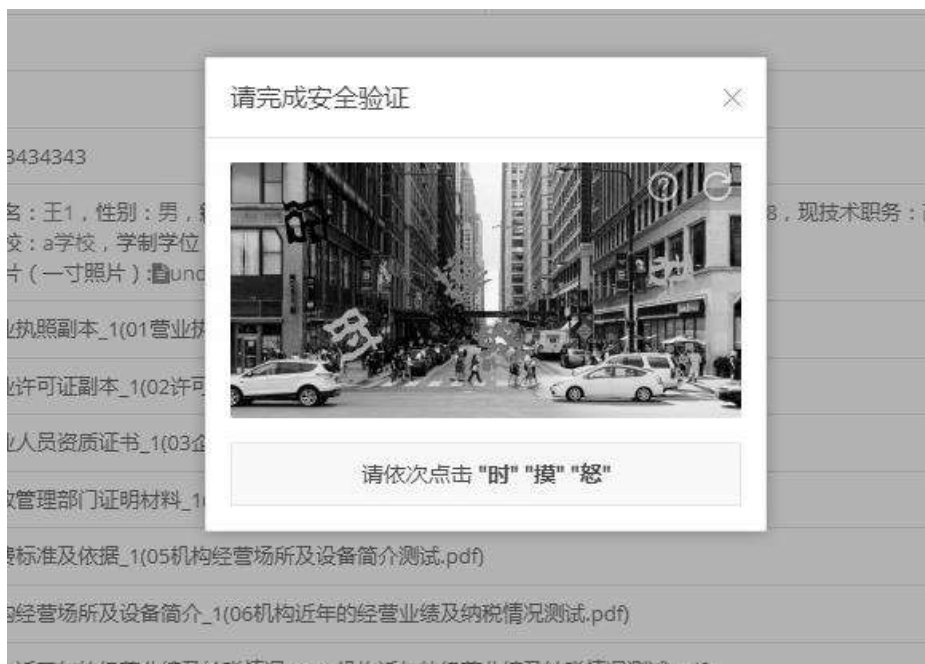 请完成安全验证
3434343
名：王1，性别：男，
8，现技术职务：
校：a学校，学制学位
片（一寸照片）:und
时
业执照副本_1(01营业执
业许可证副本_1(02许可
业人员资质证书_1(03企
请依次点击 "时" "摸" "怒"
管理部门证明材料_1(
标准及依据_1(05机构经营场所及设备简介测试.pdf)
经营场所及设备简介_1(06机构近年的经营业绩及纳税情况测试.pdf)